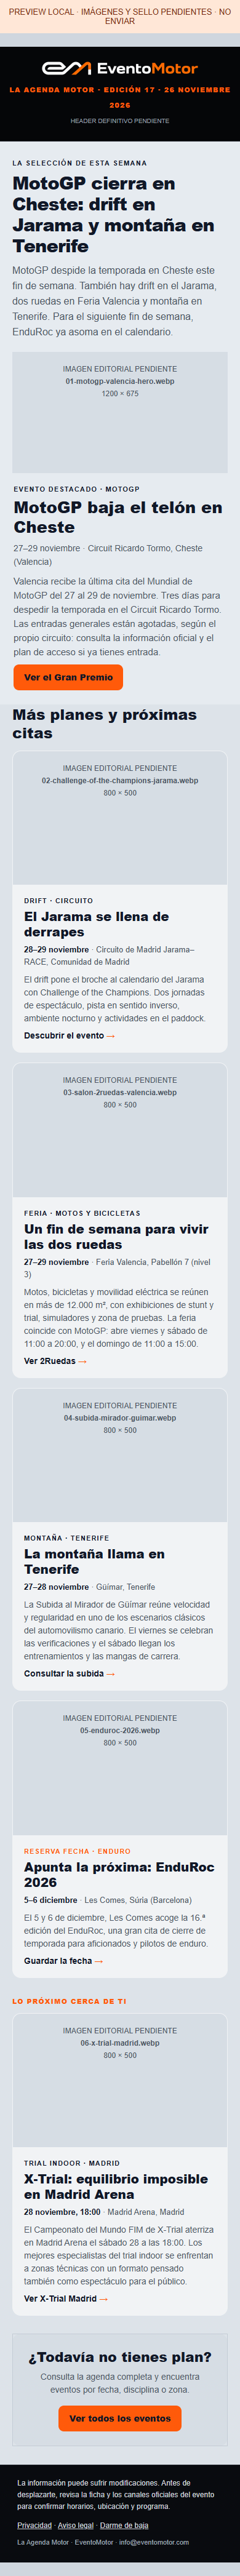 PREVIEW LOCAL · IMÁGENES Y SELLO PENDIENTES · NO
ENVIAR
EventoMotor
LA AGENDA MOTOR · EDICIÓN 17 · 26 NOVIEMBRE
2026
HEADER DEFINITIVO PENDIENTE
LA SELECCIÓN DE ESTA SEMANA
MotoGP cierra en
Cheste: drift en
Jarama y montaña en
Tenerife
MotoGP despide la temporada en Cheste este
fin de semana. También hay drift en el Jarama,
dos ruedas en Feria Valencia y montaña en
Tenerife. Para el siguiente fin de semana,
EnduRoc ya asoma en el calendario.
IMAGEN EDITORIAL PENDIENTE
01-motogp-valencia-hero.webp
1200 × 675
EVENTO DESTACADO · MOTOGP
MotoGP baja el telón en
Cheste
27–29 noviembre · Circuit Ricardo Tormo, Cheste
(Valencia)
Valencia recibe la última cita del Mundial de
MotoGP del 27 al 29 de noviembre. Tres días para
despedir la temporada en el Circuit Ricardo Tormo.
Las entradas generales están agotadas, según el
propio circuito: consulta la información oficial y el
plan de acceso si ya tienes entrada.
Ver el Gran Premio
Más planes y próximas
citas
IMAGEN EDITORIAL PENDIENTE
02-challenge-of-the-champions-jarama.webp
800 × 500
DRIFT · CIRCUITO
El Jarama se llena de
derrapes
28–29 noviembre · Circuito de Madrid Jarama–
RACE, Comunidad de Madrid
El drift pone el broche al calendario del Jarama
con Challenge of the Champions. Dos jornadas
de espectáculo, pista en sentido inverso,
ambiente nocturno y actividades en el paddock.
Descubrir el evento →
IMAGEN EDITORIAL PENDIENTE
03-salon-2ruedas-valencia.webp
800 × 500
FERIA · MOTOS Y BICICLETAS
Un fin de semana para vivir
las dos ruedas
27–29 noviembre · Feria Valencia, Pabellón 7 (nivel
3)
Motos, bicicletas y movilidad eléctrica se reúnen
en más de 12.000 m², con exhibiciones de stunt y
trial, simuladores y zona de pruebas. La feria
coincide con MotoGP: abre viernes y sábado de
11:00 a 20:00, y el domingo de 11:00 a 15:00.
Ver 2Ruedas →
IMAGEN EDITORIAL PENDIENTE
04-subida-mirador-guimar.webp
800 × 500
MONTAÑA · TENERIFE
La montaña llama en
Tenerife
27–28 noviembre · Güímar, Tenerife
La Subida al Mirador de Güímar reúne velocidad
y regularidad en uno de los escenarios clásicos
del automovilismo canario. El viernes se celebran
las verificaciones y el sábado llegan los
entrenamientos y las mangas de carrera.
Consultar la subida →
IMAGEN EDITORIAL PENDIENTE
05-enduroc-2026.webp
800 × 500
RESERVA FECHA · ENDURO
Apunta la próxima: EnduRoc
2026
5–6 diciembre · Les Comes, Súria (Barcelona)
El 5 y 6 de diciembre, Les Comes acoge la 16.ª
edición del EnduRoc, una gran cita de cierre de
temporada para aficionados y pilotos de enduro.
Guardar la fecha →
LO PRÓXIMO CERCA DE TI
IMAGEN EDITORIAL PENDIENTE
06-x-trial-madrid.webp
800 × 500
TRIAL INDOOR · MADRID
X-Trial: equilibrio imposible
en Madrid Arena
28 noviembre, 18:00 · Madrid Arena, Madrid
El Campeonato del Mundo FIM de X-Trial aterriza
en Madrid Arena el sábado 28 a las 18:00. Los
mejores especialistas del trial indoor se enfrentan
a zonas técnicas con un formato pensado
también como espectáculo para el público.
Ver X-Trial Madrid →
¿Todavía no tienes plan?
Consulta la agenda completa y encuentra
eventos por fecha, disciplina o zona.
Ver todos los eventos
La información puede sufrir modificaciones. Antes de
desplazarte, revisa la ficha y los canales oficiales del evento
para confirmar horarios, ubicación y programa.
Privacidad · Aviso legal · Darme de baja
La Agenda Motor · EventoMotor · info@eventomotor.com